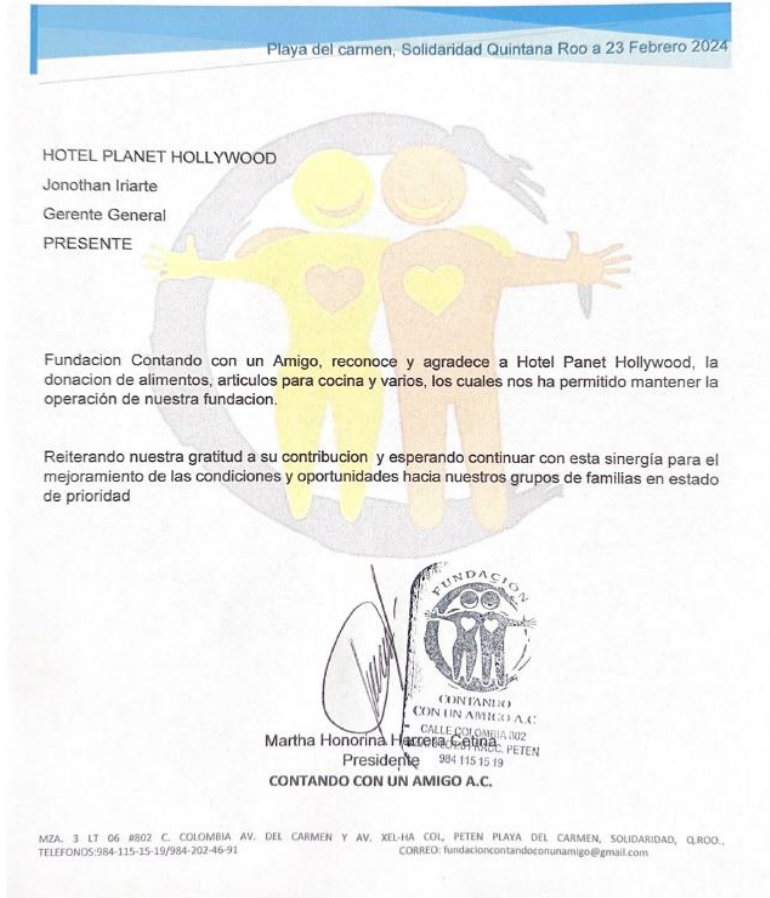 Playa del carmen, Solidaridad Quintana Roo a 23 Febrero 2024
HOTEL PLANET HOLLYWOOD
Jonothan Iriarte
Gerente General
PRESENTE
Fundacion Contando con un Amigo, reconoce y agradece a Hotel Panet Hollywood, la
donacion de alimentos, articulos para cocina y varios, los cuales nos ha permitido mantener la
operación de nuestra fundacion.
Reiterando nuestra gratitud a su contribucion y esperando continuar con esta sinergía para el
mejoramiento de las condiciones y oportunidades hacia nuestros grupos de familias en estado
de prioridad
FUNDACION
CONTANDO
CON UN AMIGO A.C
CALLE COLOMBIA 802
PETEN
984 115 15 19
Martha Honorina Herrera Cetina
Presidente
CONTANDO CON UN AMIGO A.C.
MZA. 3 LT 06 #802 C. COLOMBIA AV. DEL CARMEN Y AV. XEL-HA COL, PETEN PLAYA DEL CARMEN, SOLIDARIDAD, Q.ROO.,
TELEFONOS:984-115-15-19/984-202-46-91 CORREO: fundacioncontandoconunamigo@gmail.com